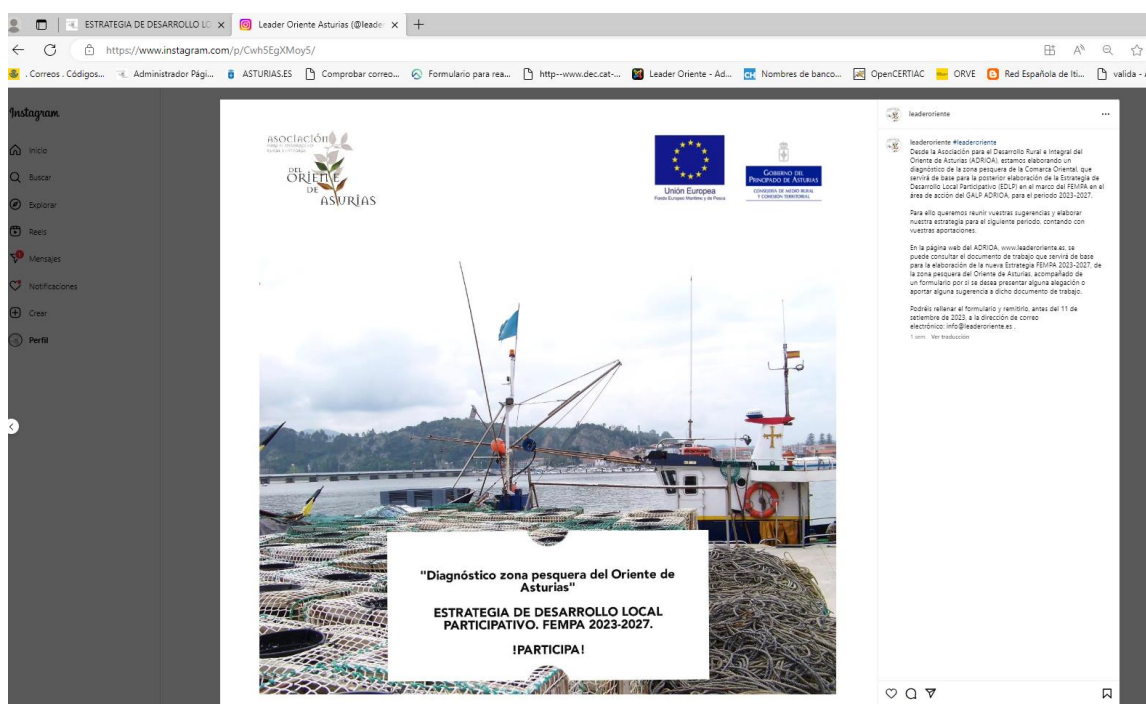 ESTRATEGIA DE DESARROLLO LO
Leader Oriente Asturias (@leader
https://www.instagram.com/p/Cwh5EgXMoy5/
. Correos . Códigos...
Administrador Pági...
ASTURIAS.ES
Comprobar correo...
Formulario para rea...
http--www.dec.cat-...
Leader Oriente - Ad...
Nombres de banco...
OpenCERTIAC
ORVE
Red Española de Iti...
valida -
Instagram
Inicio
Buscar
Explorar
Reels
Mensajes
Notificaciones
Crear
Perfil
asociación
DEL
ORIENTE
DE
ASTURIAS
Unión Europea
Fondo Europeo Marítimo y de Pesca
GOBIERNO DEL
PRINCIPADO DE ASTURIAS
CONSEJERÍA DE MEDIO RURAL
Y COHESIÓN TERRITORIAL
"Diagnóstico zona pesquera del Oriente de
Asturias"
ESTRATEGIA DE DESARROLLO LOCAL
PARTICIPATIVO. FEMPA 2023-2027.
!PARTICIPA!
leaderoriente
leaderoriente #leaderoriente
Desde la Asociación para el Desarrollo Rural e Integral del
Oriente de Asturias (ADRIOA), estamos elaborando un
diagnóstico de la zona pesquera de la Comarca Oriental, que
servirá de base para la posterior elaboración de la Estrategia de
Desarrollo Local Participativo (EDLP) en el marco del FEMPA en el
área de acción del GALP ADRIOA, para el periodo 2023-2027.
Para ello queremos reunir vuestras sugerencias y elaborar
nuestra estrategia para el siguiente periodo, contando con
vuestras aportaciones.
En la página web del ADRIOA, www.leaderoriente.es, se
puede consultar el documento de trabajo que servirá de base
para la elaboración de la nueva Estrategia FEMPA 2023-2027, de
la zona pesquera del Oriente de Asturias, acompañado de
un formulario por si se desea presentar alguna alegación o
aportar alguna sugerencia a dicho documento de trabajo.
Podréis rellenar el formulario y remitirlo, antes del 11 de
setiembre de 2023, a la dirección de correo
electrónico: info@leaderoriente.es .
1 sem Ver traducción